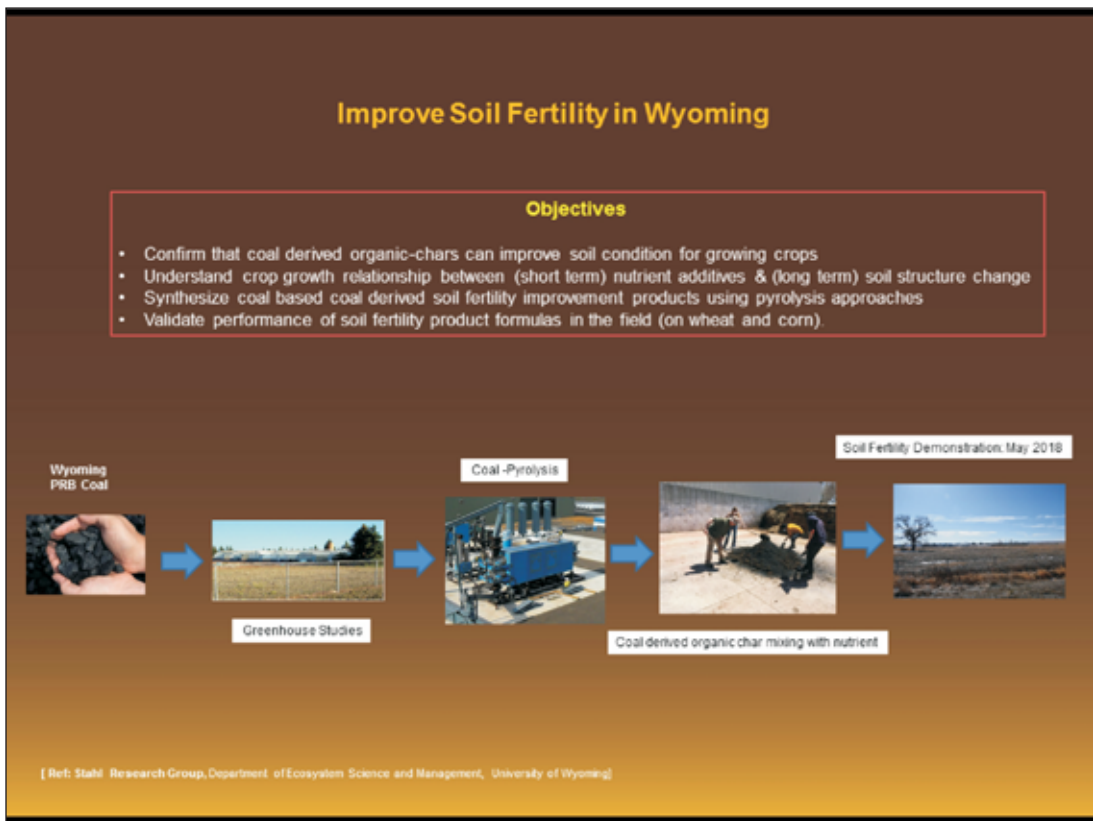 Improve Soil Fertility in Wyoming
Objectives
• Confirm that coal derived organic-chars can improve soil condition for growing crops
• Understand crop growth relationship between (short term) nutrient additives & (long term) soil structure change
• Synthesize coal based coal derived soil fertility improvement products using pyrolysis approaches
• Validate performance of soil fertility product formulas in the field (on wheat and corn).
Wyoming
PRB Coal
Greenhouse Studies
Coal -Pyrolysis
Coal derived organic char mixing with nutrient
Soil Fertility Demonstration: May 2018
[ Ref: Stahl Research Group, Department of Ecosystem Science and Management, University of Wyoming]